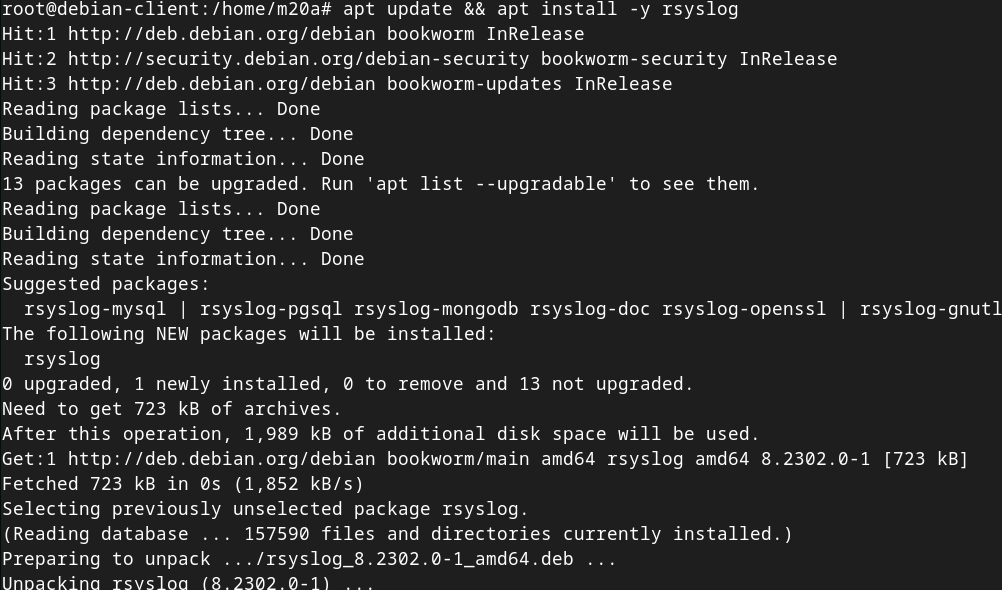 root@debian-client:/home/m20a# apt update && apt install -y rsyslog
Hit:1 http://deb.debian.org/debian bookworm InRelease
Hit:2 http://security.debian.org/debian-security bookworm-security InRelease
Hit:3 http://deb.debian.org/debian bookworm-updates InRelease
Reading package lists... Done
Building dependency tree... Done
Reading state information... Done
13 packages can be upgraded. Run 'apt list --upgradable' to see them.
Reading package lists... Done
Building dependency tree... Done
Reading state information... Done
Suggested packages:
  rsyslog-mysql | rsyslog-pgsql rsyslog-mongodb rsyslog-doc rsyslog-openssl | rsyslog-gnutl
The following NEW packages will be installed:
  rsyslog
0 upgraded, 1 newly installed, 0 to remove and 13 not upgraded.
Need to get 723 kB of archives.
After this operation, 1,989 kB of additional disk space will be used.
Get:1 http://deb.debian.org/debian bookworm/main amd64 rsyslog amd64 8.2302.0-1 [723 kB]
Fetched 723 kB in 0s (1,852 kB/s)
Selecting previously unselected package rsyslog.
(Reading database ... 157590 files and directories currently installed.)
Preparing to unpack .../rsyslog_8.2302.0-1_amd64.deb ...
Unpacking rsyslog (8.2302.0-1) ...